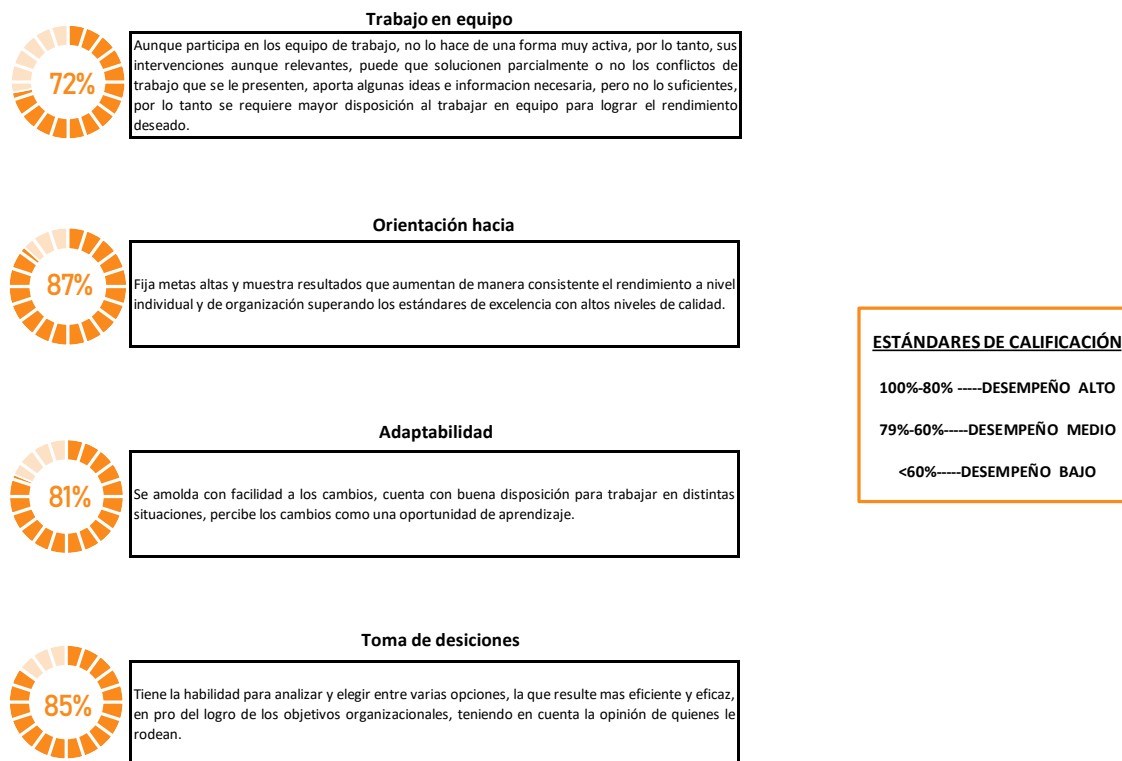 Trabajo en equipo
72%
Aunque participa en los equipo de trabajo, no lo hace de una forma muy activa, por lo tanto, sus
intervenciones aunque relevantes, puede que solucionen parcialmente o no los conflictos de
trabajo que se le presenten, aporta algunas ideas e informacion necesaria, pero no lo suficientes,
por lo tanto se requiere mayor disposición al trabajar en equipo para lograr el rendimiento
deseado.
Orientación hacia
87%
Fija metas altas y muestra resultados que aumentan de manera consistente el rendimiento a nivel
individual y de organización superando los estándares de excelencia con altos niveles de calidad.
ESTÁNDARES DE CALIFICACIÓN
100%-80% -----DESEMPEÑO ALTO
79%-60%-----DESEMPEÑO MEDIO
<60%-----DESEMPEÑO BAJO
Adaptabilidad
81%
Se amolda con facilidad a los cambios, cuenta con buena disposición para trabajar en distintas
situaciones, percibe los cambios como una oportunidad de aprendizaje.
Toma de desiciones
85%
Tiene la habilidad para analizar y elegir entre varias opciones, la que resulte mas eficiente y eficaz,
en pro del logro de los objetivos organizacionales, teniendo en cuenta la opinión de quienes le
rodean.